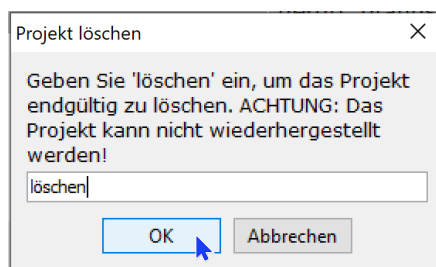 Projekt löschen
Geben Sie 'löschen' ein, um das Projekt
endgültig zu löschen. ACHTUNG: Das
Projekt kann nicht wiederhergestellt
werden!
löschen
OK
Abbrechen